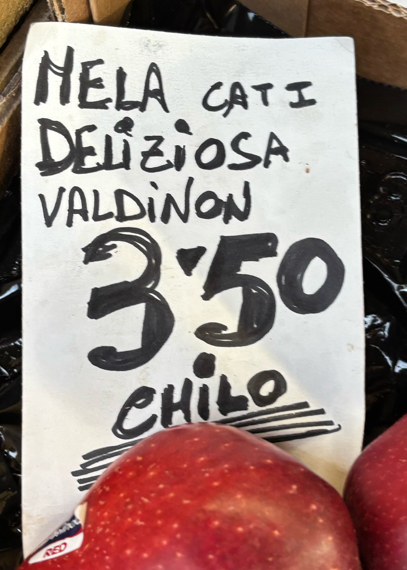 MELA CATI
DELiZiOSA
VALDiNON
3'50
CHiLO
RED